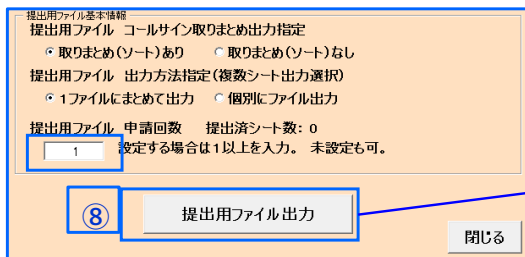 提出用ファイル基本情報
提出用ファイル コールサイン取りまとめ出力指定
取りまとめ(ソート)あり 取りまとめ(ソート)なし
提出用ファイル 出力方法指定(複数シート出力選択)
1ファイルにまとめて出力 個別にファイル出力
提出用ファイル 申請回数 提出済シート数: 0
1 設定する場合は1以上を入力。 未設定も可。
⑧ 提出用ファイル出力
閉じる